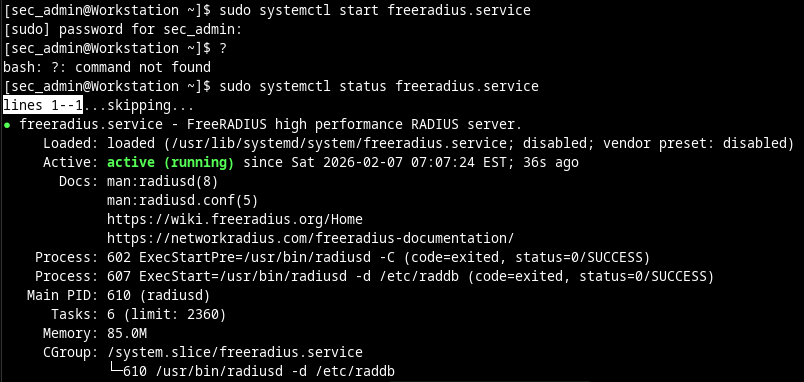 [sec_admin@Workstation ~]$ sudo systemctl start freeradius.service
[sudo] password for sec_admin:
[sec_admin@Workstation ~]$ ?
bash: ?: command not found
[sec_admin@Workstation ~]$ sudo systemctl status freeradius.service
lines 1--1...skipping...
● freeradius.service - FreeRADIUS high performance RADIUS server.
     Loaded: loaded (/usr/lib/systemd/system/freeradius.service; disabled; vendor preset: disabled)
     Active: active (running) since Sat 2026-02-07 07:07:24 EST; 36s ago
       Docs: man:radiusd(8)
             man:radiusd.conf(5)
             https://wiki.freeradius.org/Home
             https://networkradius.com/freeradius-documentation/
    Process: 602 ExecStartPre=/usr/bin/radiusd -C (code=exited, status=0/SUCCESS)
    Process: 607 ExecStart=/usr/bin/radiusd -d /etc/raddb (code=exited, status=0/SUCCESS)
   Main PID: 610 (radiusd)
      Tasks: 6 (limit: 2360)
     Memory: 85.0M
     CGroup: /system.slice/freeradius.service
             └─610 /usr/bin/radiusd -d /etc/raddb